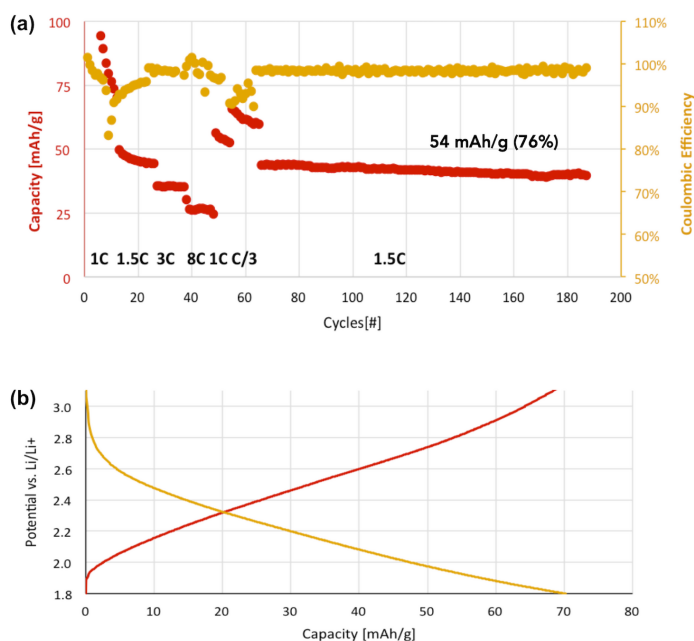 (a)
100
75
50
25
0
Capacity [mAh/g]
110%
100%
90%
80%
70%
60%
50%
Coulombic Efficiency
54 mAh/g (76%)
1C 1.5C 3C 8C 1C C/3 1.5C
0 20 40 60 80 100 120 140 160 180 200
Cycles[#]
(b)
3.0
2.8
2.6
2.4
2.2
2.0
1.8
Potential vs. Li/Li+
0 10 20 30 40 50 60 70 80
Capacity [mAh/g]